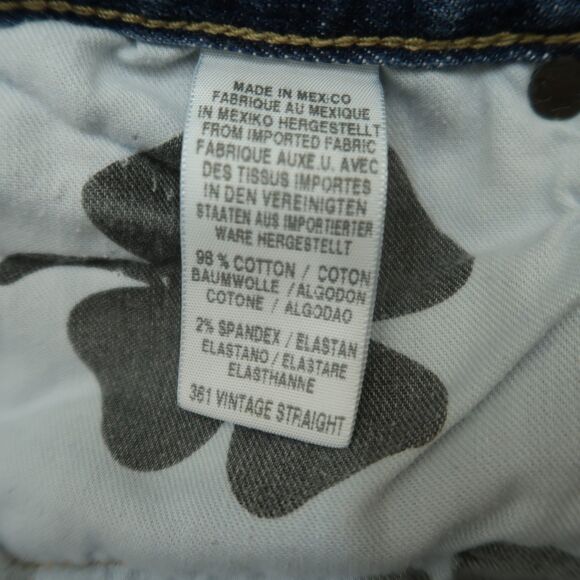 MADE IN MEXICO
FABRIQUE AU MEXIQUE
IN MEXIKO HERGESTELLT
FROM IMPORTED FABRIC
FABRIQUE AUXE.U. AVEC
DES TISSUS IMPORTES
IN DEN VEREINIGTEN
STAATEN AUS IMPORTIERTER
WARE HERGESTELLT
98 % COTTON / COTON
BAUMWOLLE / ALGODON
COTONE / ALGODAO
2% SPANDEX / ELASTAN
ELASTANO / ELASTARE
ELASTHANNE
361 VINTAGE STRAIGHT